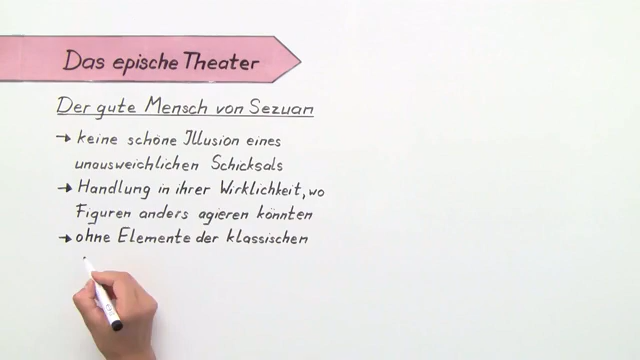 Das epische Theater
Der gute Mensch von Sezuan
→ keine schöne Illusion eines
unausweichlichen Schicksals
→ Handlung in ihrer Wirklichkeit, wo
Figuren anders agieren könnten
→ ohne Elemente der klassischen